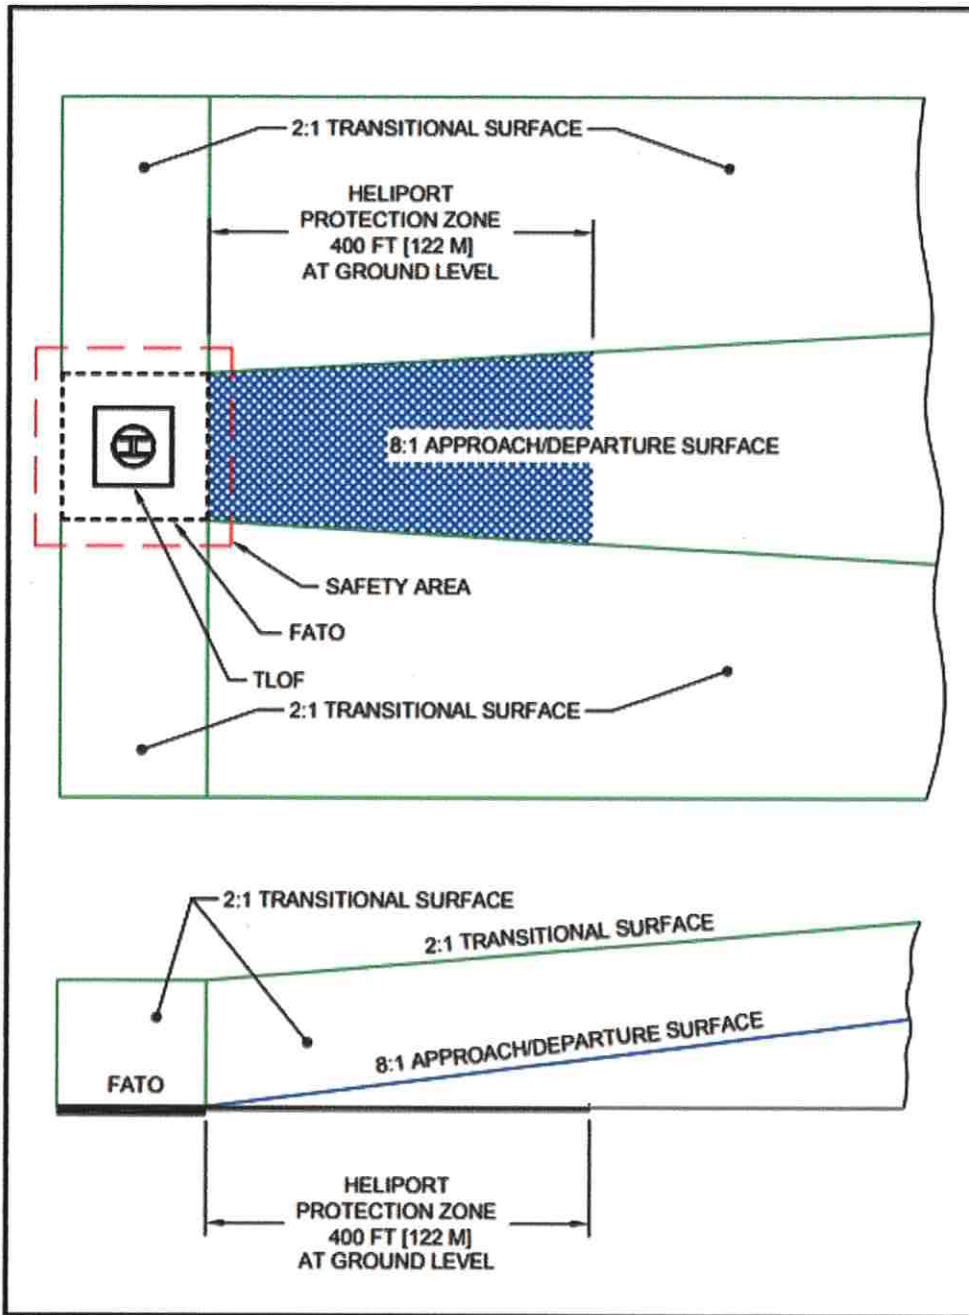 2:1 TRANSITIONAL SURFACE
HELIPORT
PROTECTION ZONE
400 FT [122 M]
AT GROUND LEVEL
H
8:1 APPROACH/DEPARTURE SURFACE
SAFETY AREA
FATO
TLOF
2:1 TRANSITIONAL SURFACE
2:1 TRANSITIONAL SURFACE
2:1 TRANSITIONAL SURFACE
8:1 APPROACH/DEPARTURE SURFACE
FATO
HELIPORT
PROTECTION ZONE
400 FT [122 M]
AT GROUND LEVEL